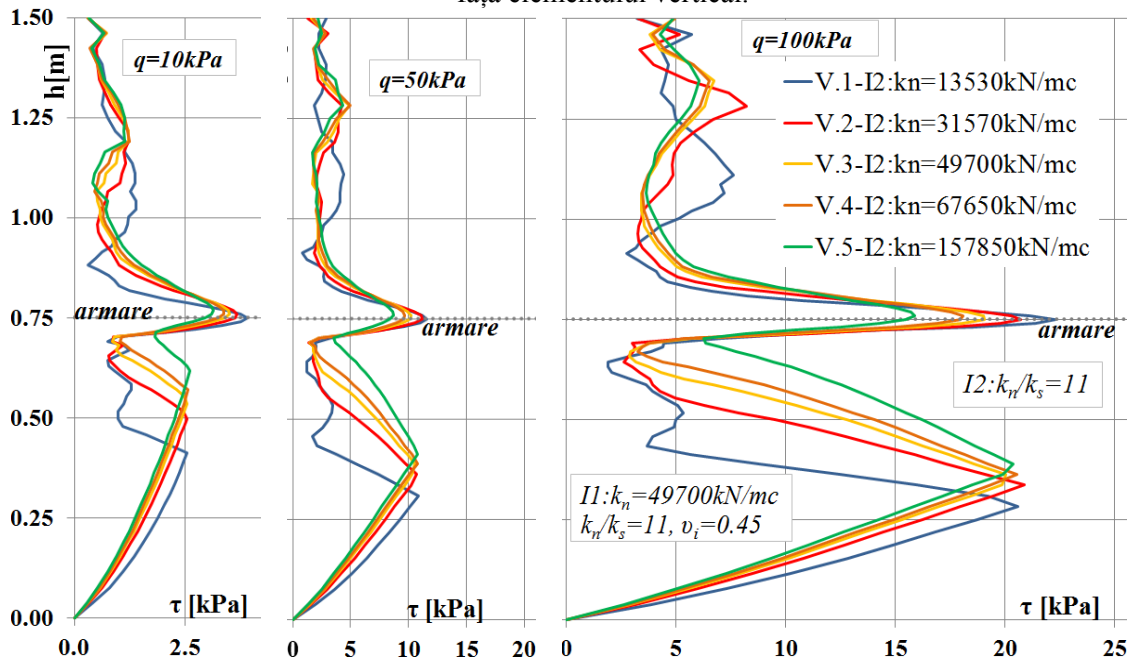 fața elementului vertical.
1.50
1.25
1.00
0.75
0.50
0.25
0.00
h[m]
q=10kPa
armare
τ [kPa]
0.0 2.5
q=50kPa
armare
τ [kPa]
0 5 10 15 20
q=100kPa
V.1-I2:kn=13530kN/mc
V.2-I2:kn=31570kN/mc
V.3-I2:kn=49700kN/mc
V.4-I2:kn=67650kN/mc
V.5-I2:kn=157850kN/mc
armare
I2:kn/ks=11
I1:kn=49700kN/mc
kn/ks=11, υi=0.45
τ [kPa]
0 5 10 15 20 25